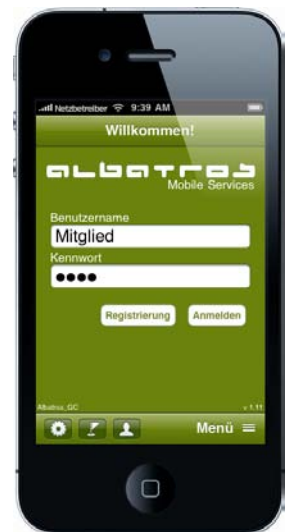 Netzbetreiber 9:39 AM
Willkommen!
albatros
Mobile Services
Benutzername
Mitglied
Kennwort
Registrierung Anmelden
Albatros_GC v 1.11
Menü